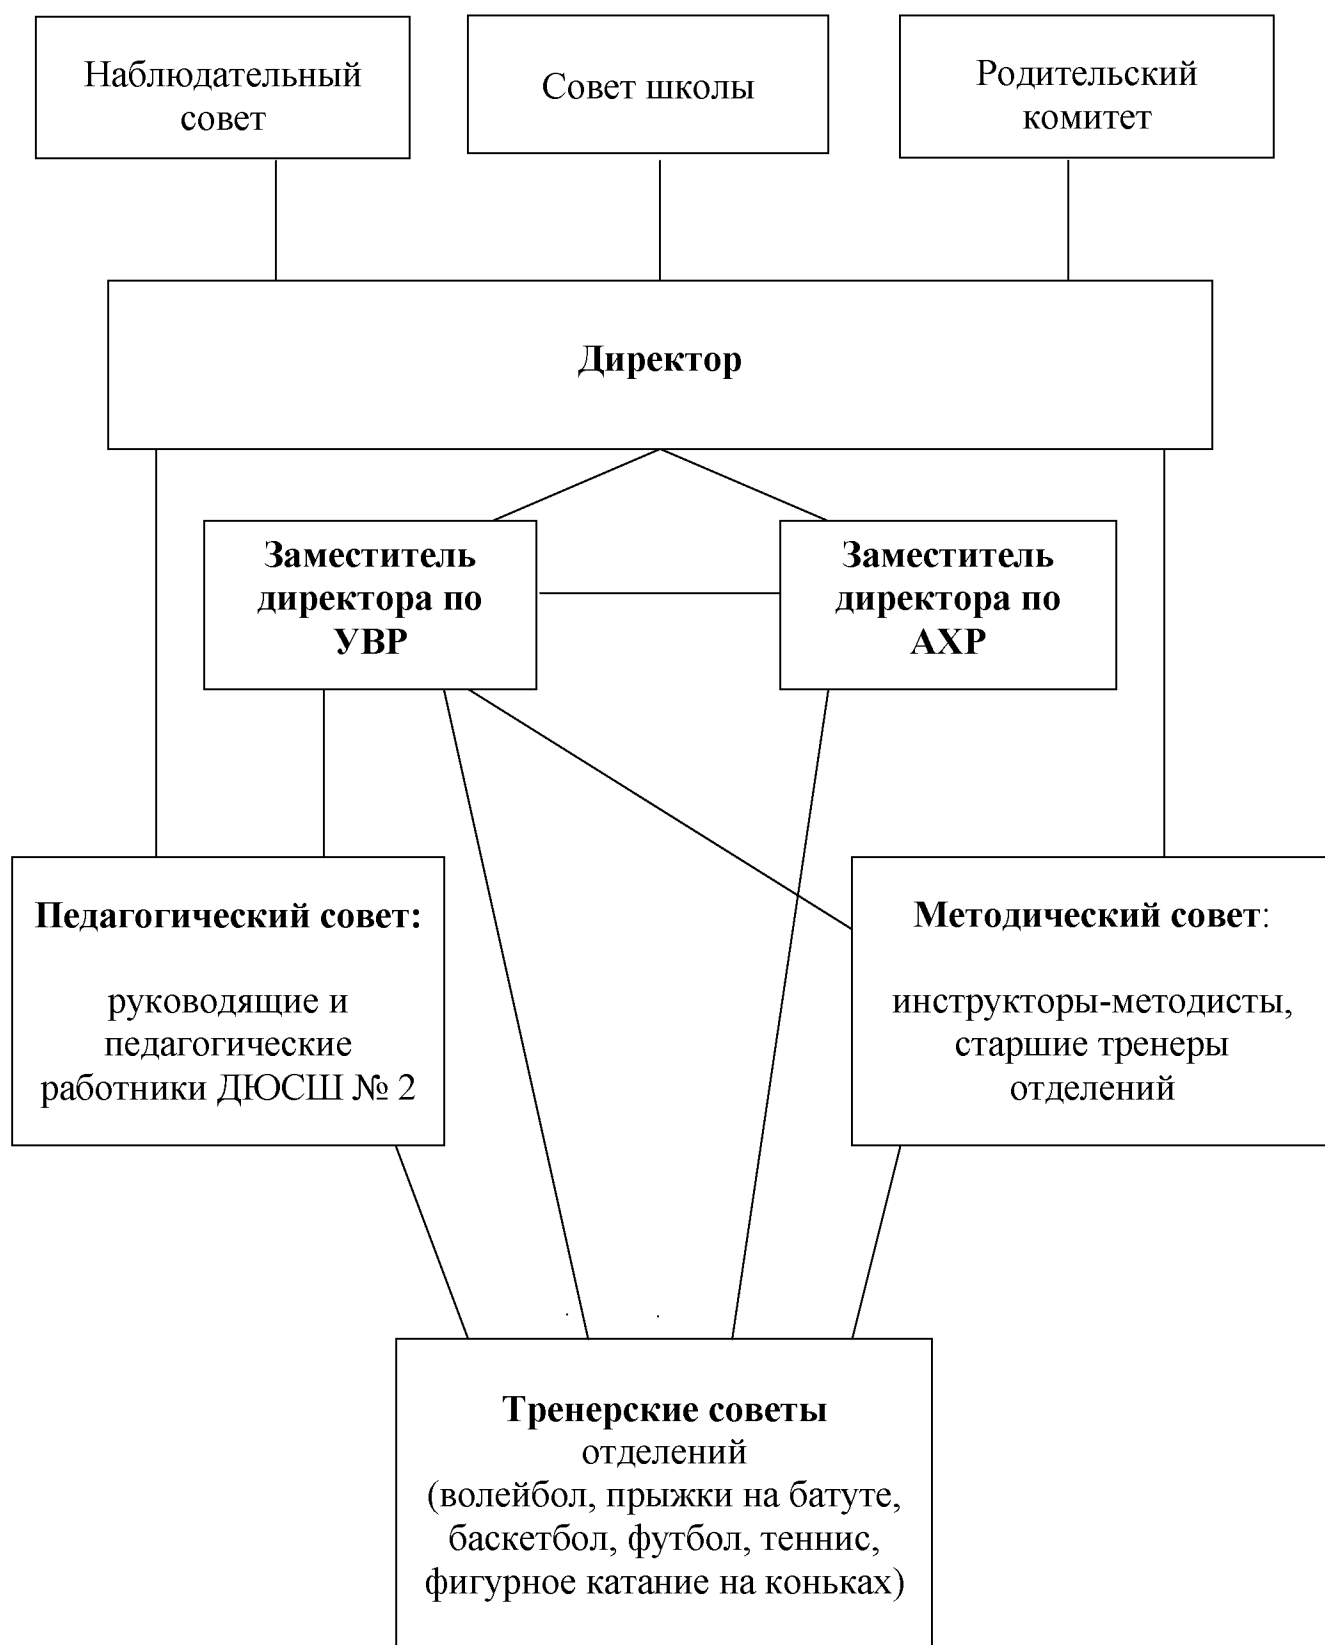 Наблюдательный
совет
Совет школы
Родительский
комитет
Директор
Заместитель
директора по
УВР
Заместитель
директора по
АХР
Педагогический совет:
руководящие и
педагогические
работники ДЮСШ № 2
Методический совет:
инструкторы-методисты,
старшие тренеры
отделений
Тренерские советы
отделений
(волейбол, прыжки на батуте,
баскетбол, футбол, теннис,
фигурное катание на коньках)